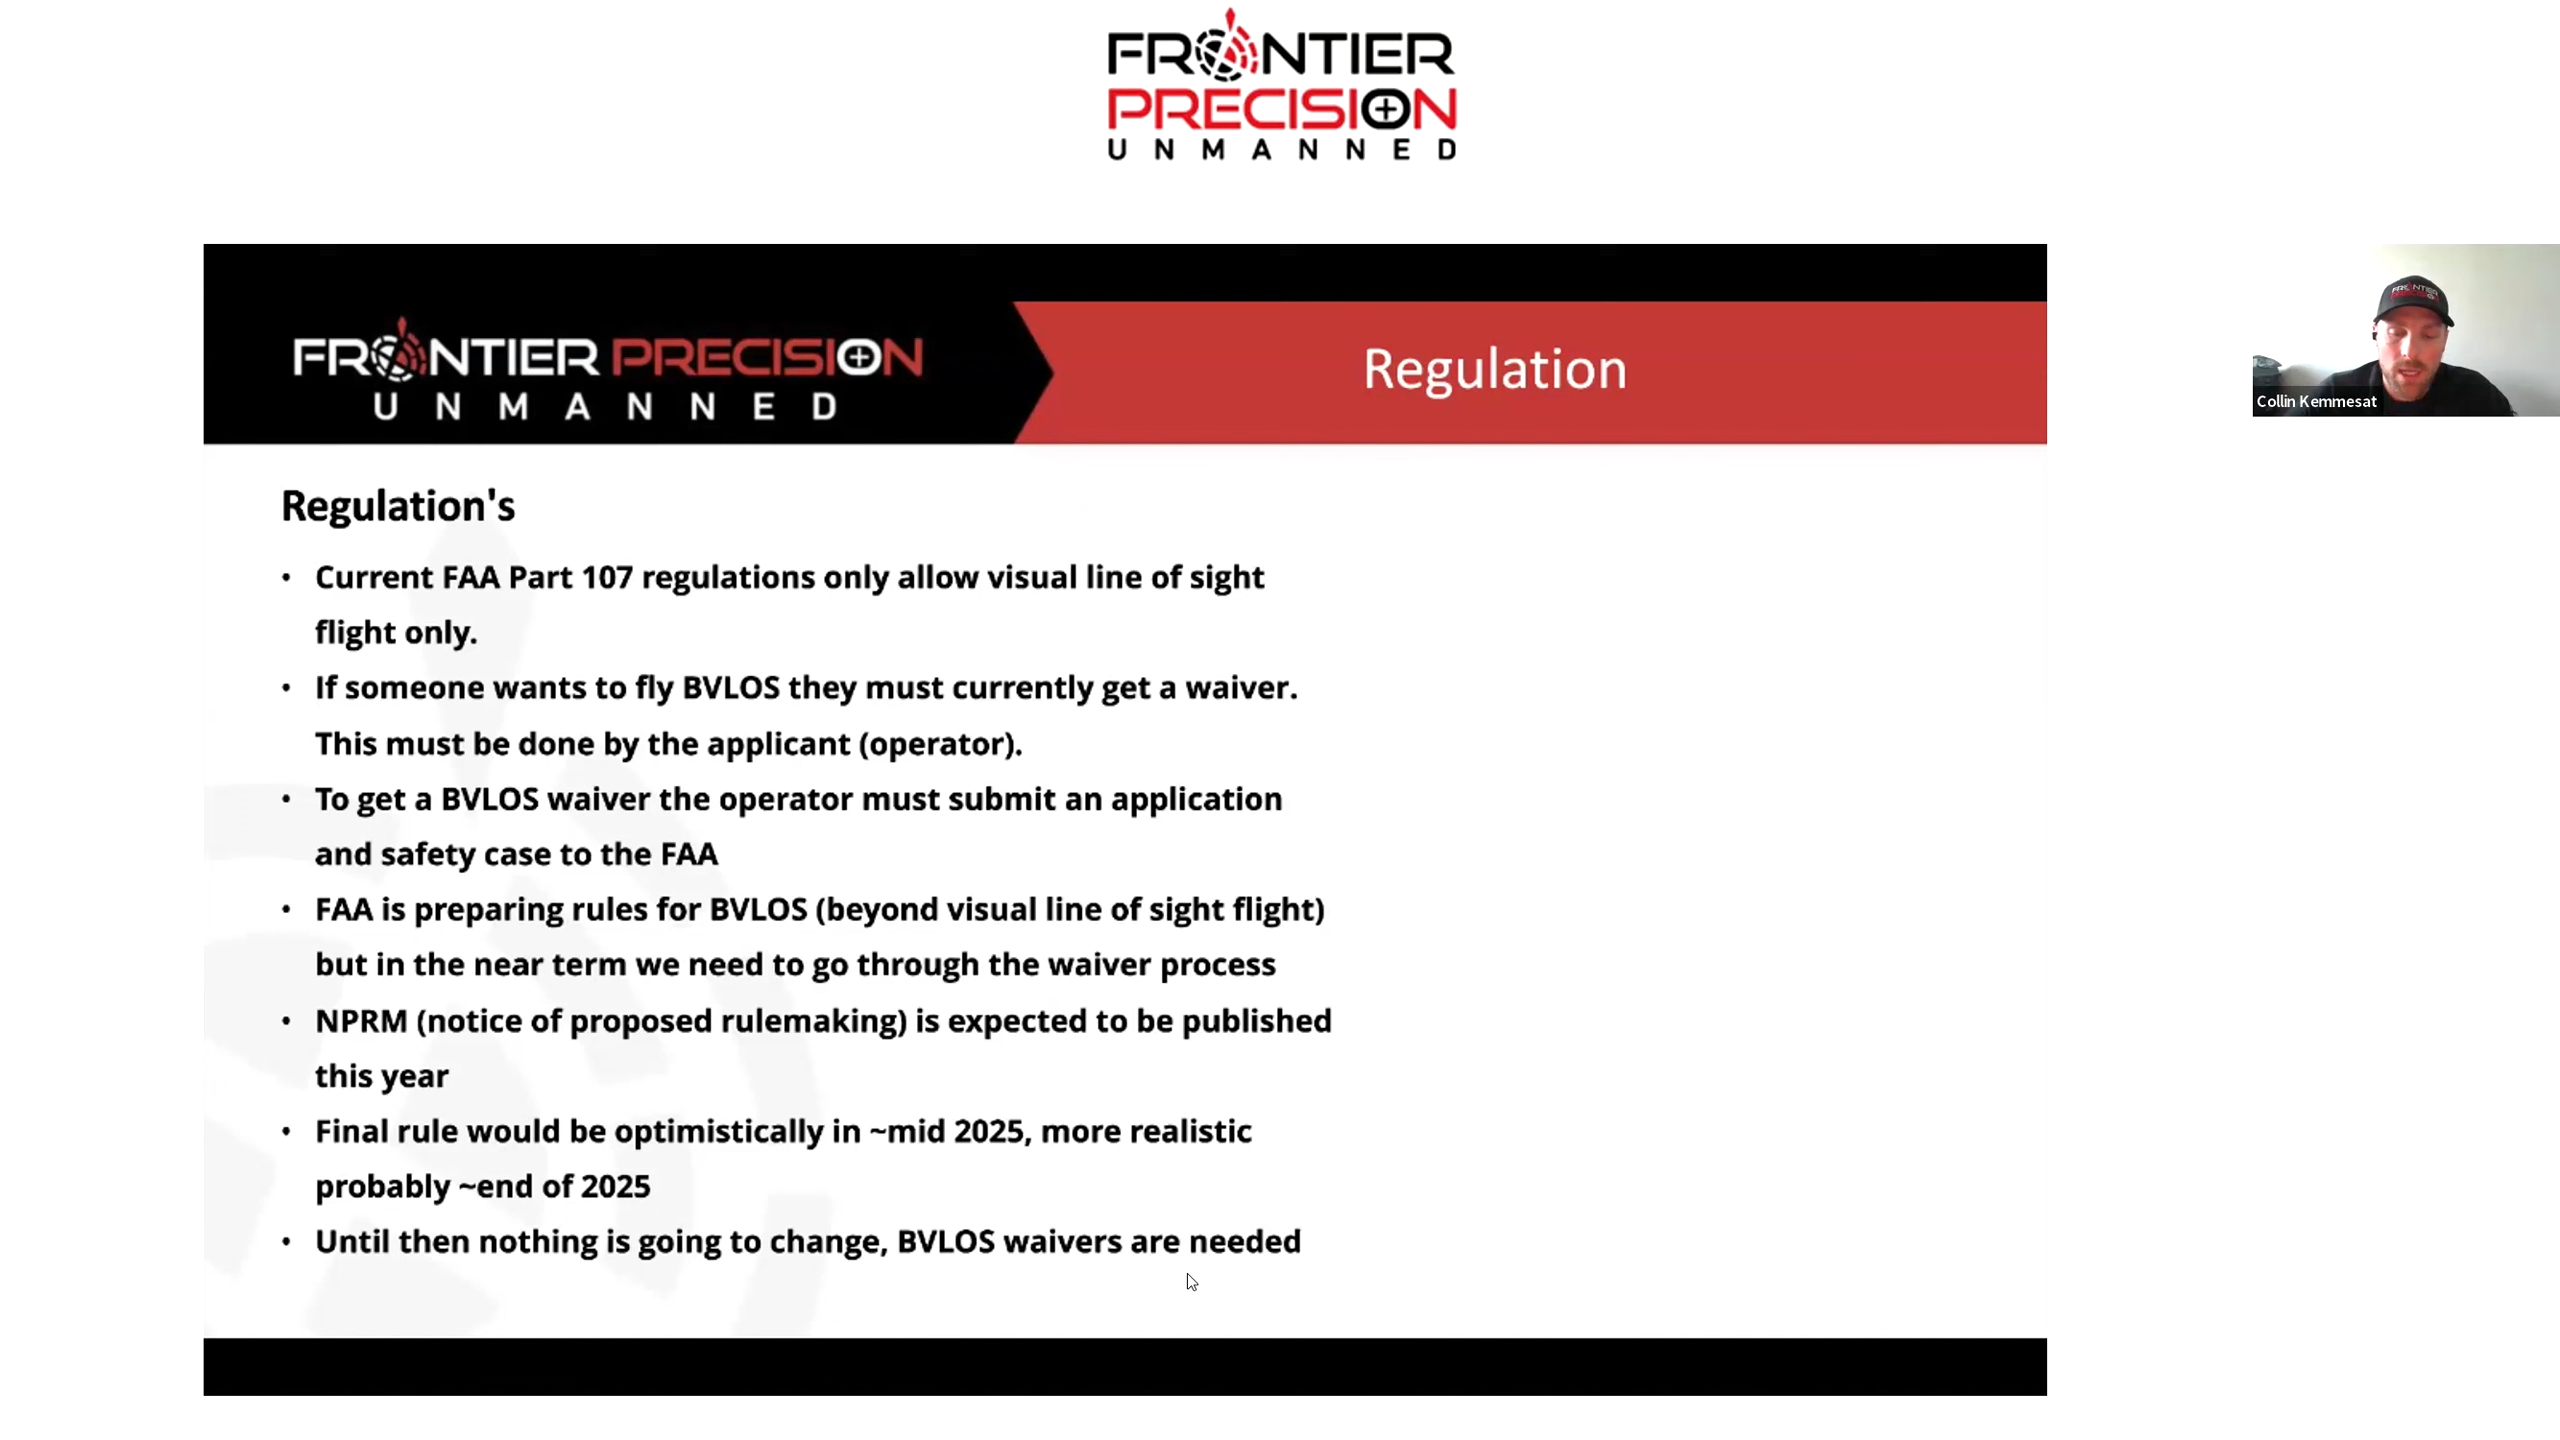 FRONTIER
PRECISION
UNMANNED
FRONTIER PRECISION
UNMANNED
Regulation
FRONTIER
PRECISION
Collin Kemmesat
Regulation's
• Current FAA Part 107 regulations only allow visual line of sight
flight only.
• If someone wants to fly BVLOS they must currently get a waiver.
This must be done by the applicant (operator).
• To get a BVLOS waiver the operator must submit an application
and safety case to the FAA
• FAA is preparing rules for BVLOS (beyond visual line of sight flight)
but in the near term we need to go through the waiver process
• NPRM (notice of proposed rulemaking) is expected to be published
this year
• Final rule would be optimistically in ~mid 2025, more realistic
probably ~end of 2025
• Until then nothing is going to change, BVLOS waivers are needed